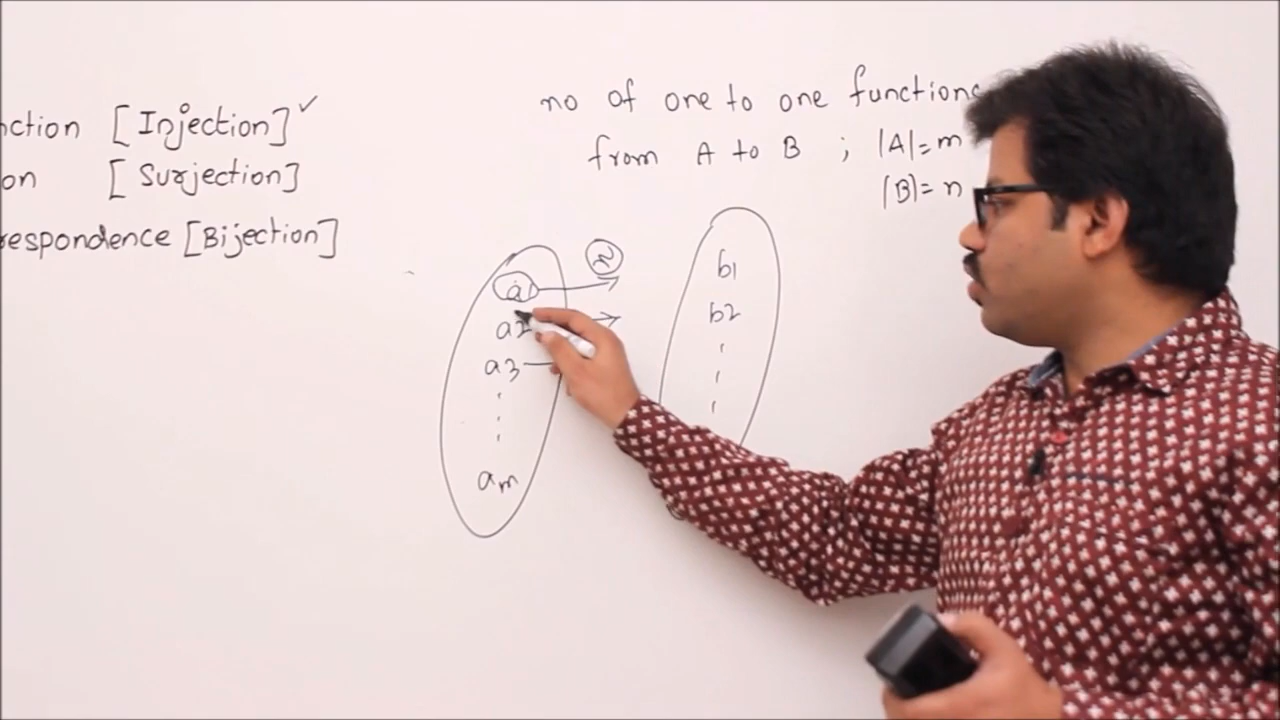 nction [Injection] ✓
on [Surjection]
respondence [Bijection]
no of one to one functions
from A to B ; |A|=m
|B|=n
n
a1
a2
a3
am
b1
b2